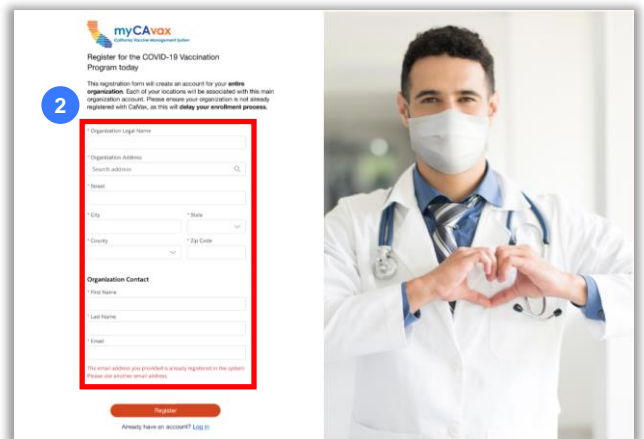 myCAvax
California Vaccine Management System
Register for the COVID-19 Vaccination
Program today
This registration form will create an account for your entire
organization. Each of your locations will be associated with this main
organization account. Please ensure your organization is not already
registered with CalVax, as this will delay your enrollment process.
2
* Organization Legal Name
* Organization Address
Search address
* Street
* City * State
* County * Zip Code
Organization Contact
* First Name
* Last Name
* Email
The email address you provided is already registered in the system.
Please use another email address.
Register
Already have an account? Log in